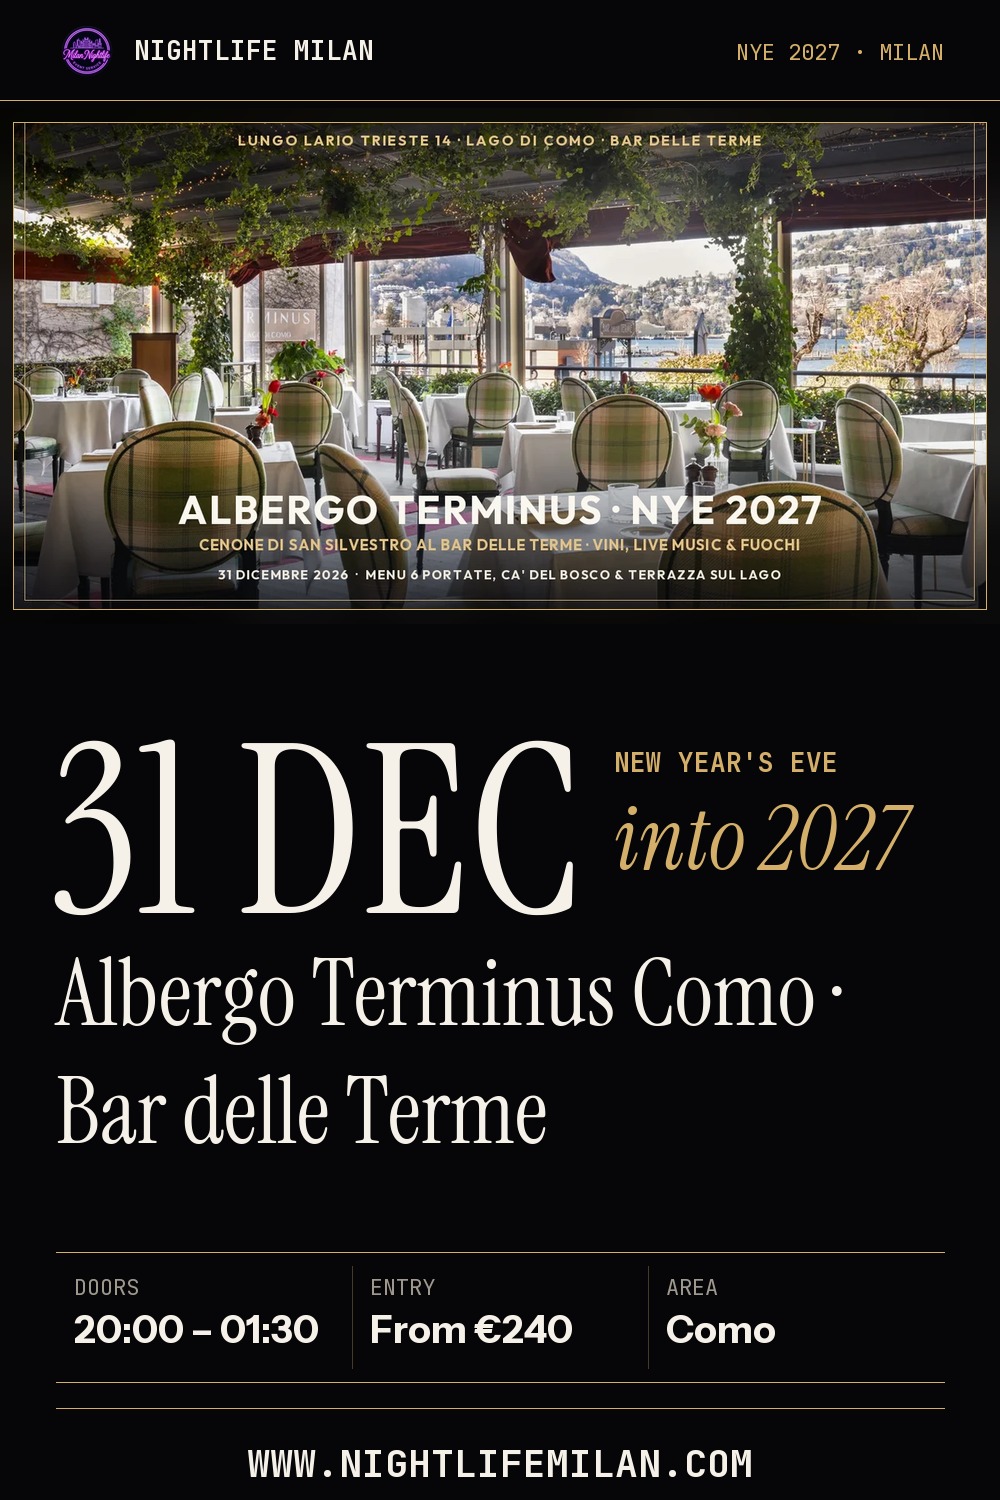 Milan Nightlife
NIGHTLIFE MILAN
NYE 2027 · MILAN
LUNGO LARIO TRIESTE 14 · LAGO DI COMO · BAR DELLE TERME
RMINUS
ALBERGO TERMINUS · NYE 2027
CENONE DI SAN SILVESTRO AL BAR DELLE TERME · VINI, LIVE MUSIC & FUOCHI
31 DICEMBRE 2026 · MENU 6 PORTATE, CA' DEL BOSCO & TERRAZZA SUL LAGO
31 DEC
NEW YEAR'S EVE
into 2027
Albergo Terminus Como ·
Bar delle Terme
DOORS
20:00 – 01:30
ENTRY
From €240
AREA
Como
WWW.NIGHTLIFEMILAN.COM